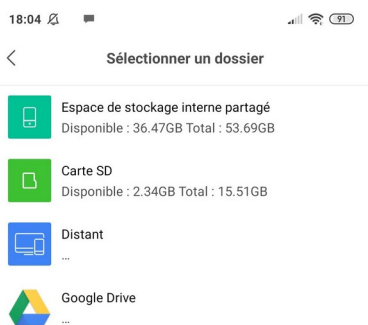 18:04
91
Sélectionner un dossier
Espace de stockage interne partagé
Disponible : 36.47GB Total : 53.69GB
Carte SD
Disponible : 2.34GB Total : 15.51GB
Distant
...
Google Drive
...